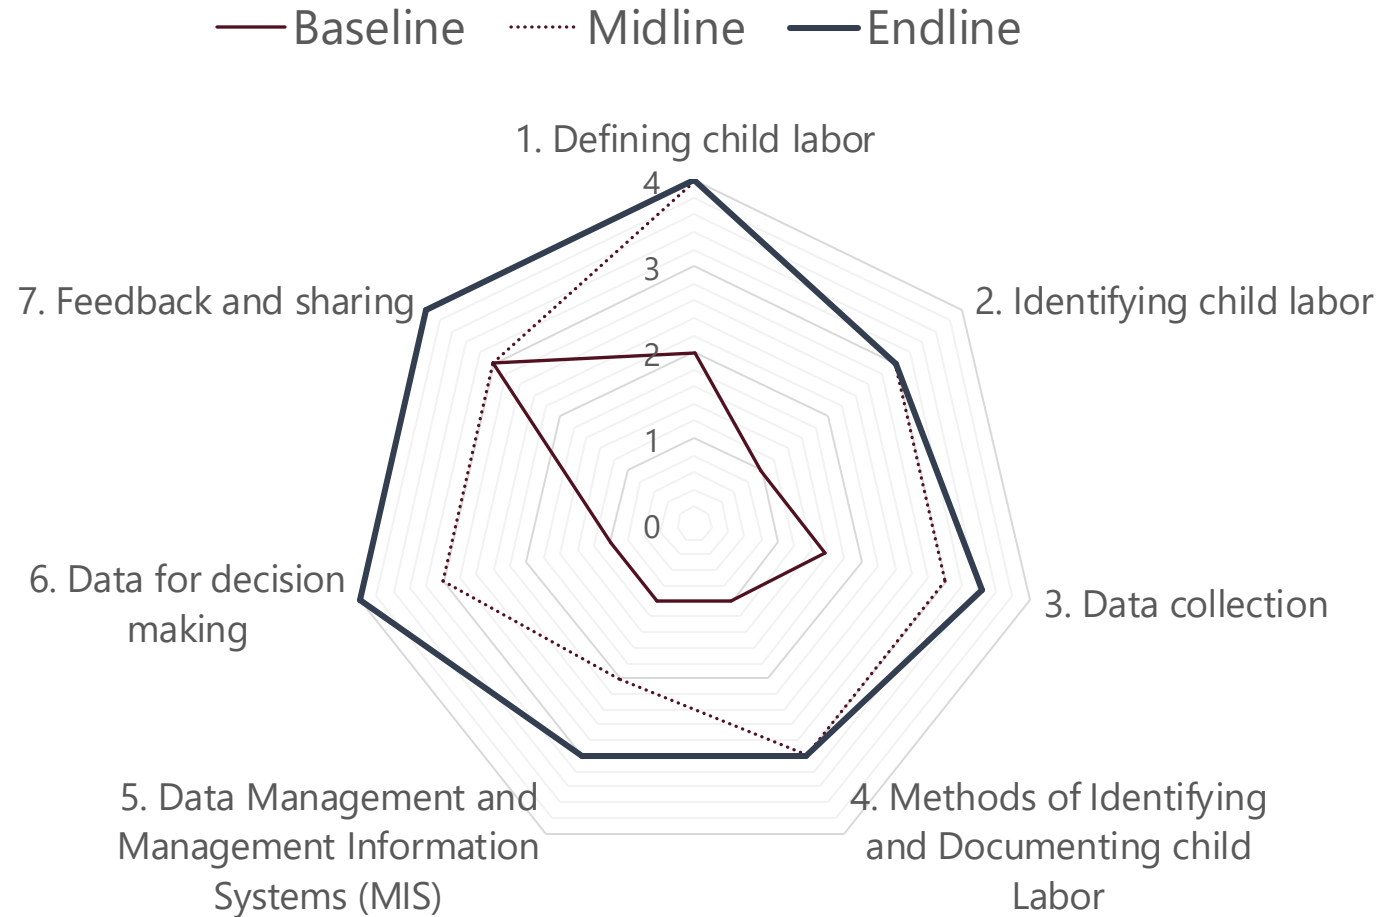 Baseline Midline Endline
1. Defining child labor
4
3
2
1
0
2. Identifying child labor
3. Data collection
4. Methods of Identifying
and Documenting child
Labor
5. Data Management and
Management Information
Systems (MIS)
6. Data for decision
making
7. Feedback and sharing